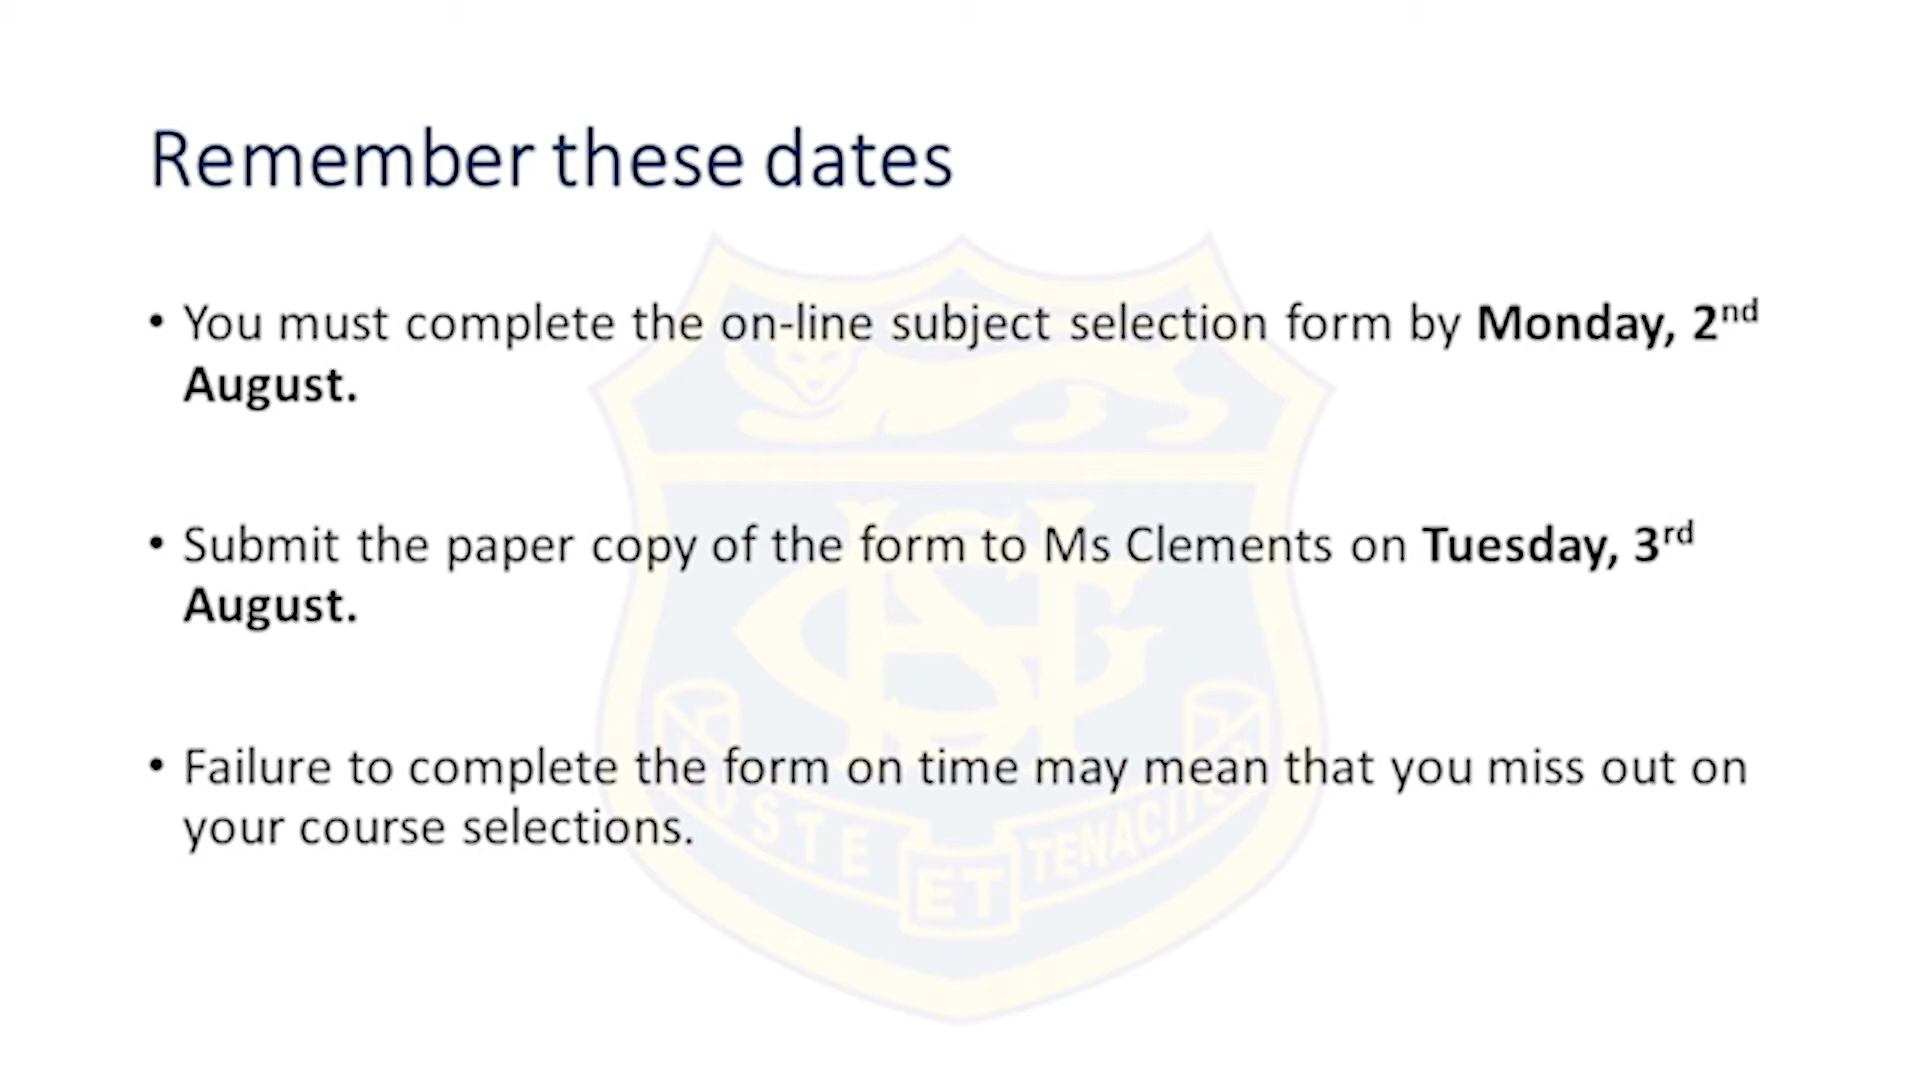 Remember these dates
• You must complete the on-line subject selection form by Monday, 2nd
August.
• Submit the paper copy of the form to Ms Clements on Tuesday, 3rd
August.
• Failure to complete the form on time may mean that you miss out on
your course selections.
ET